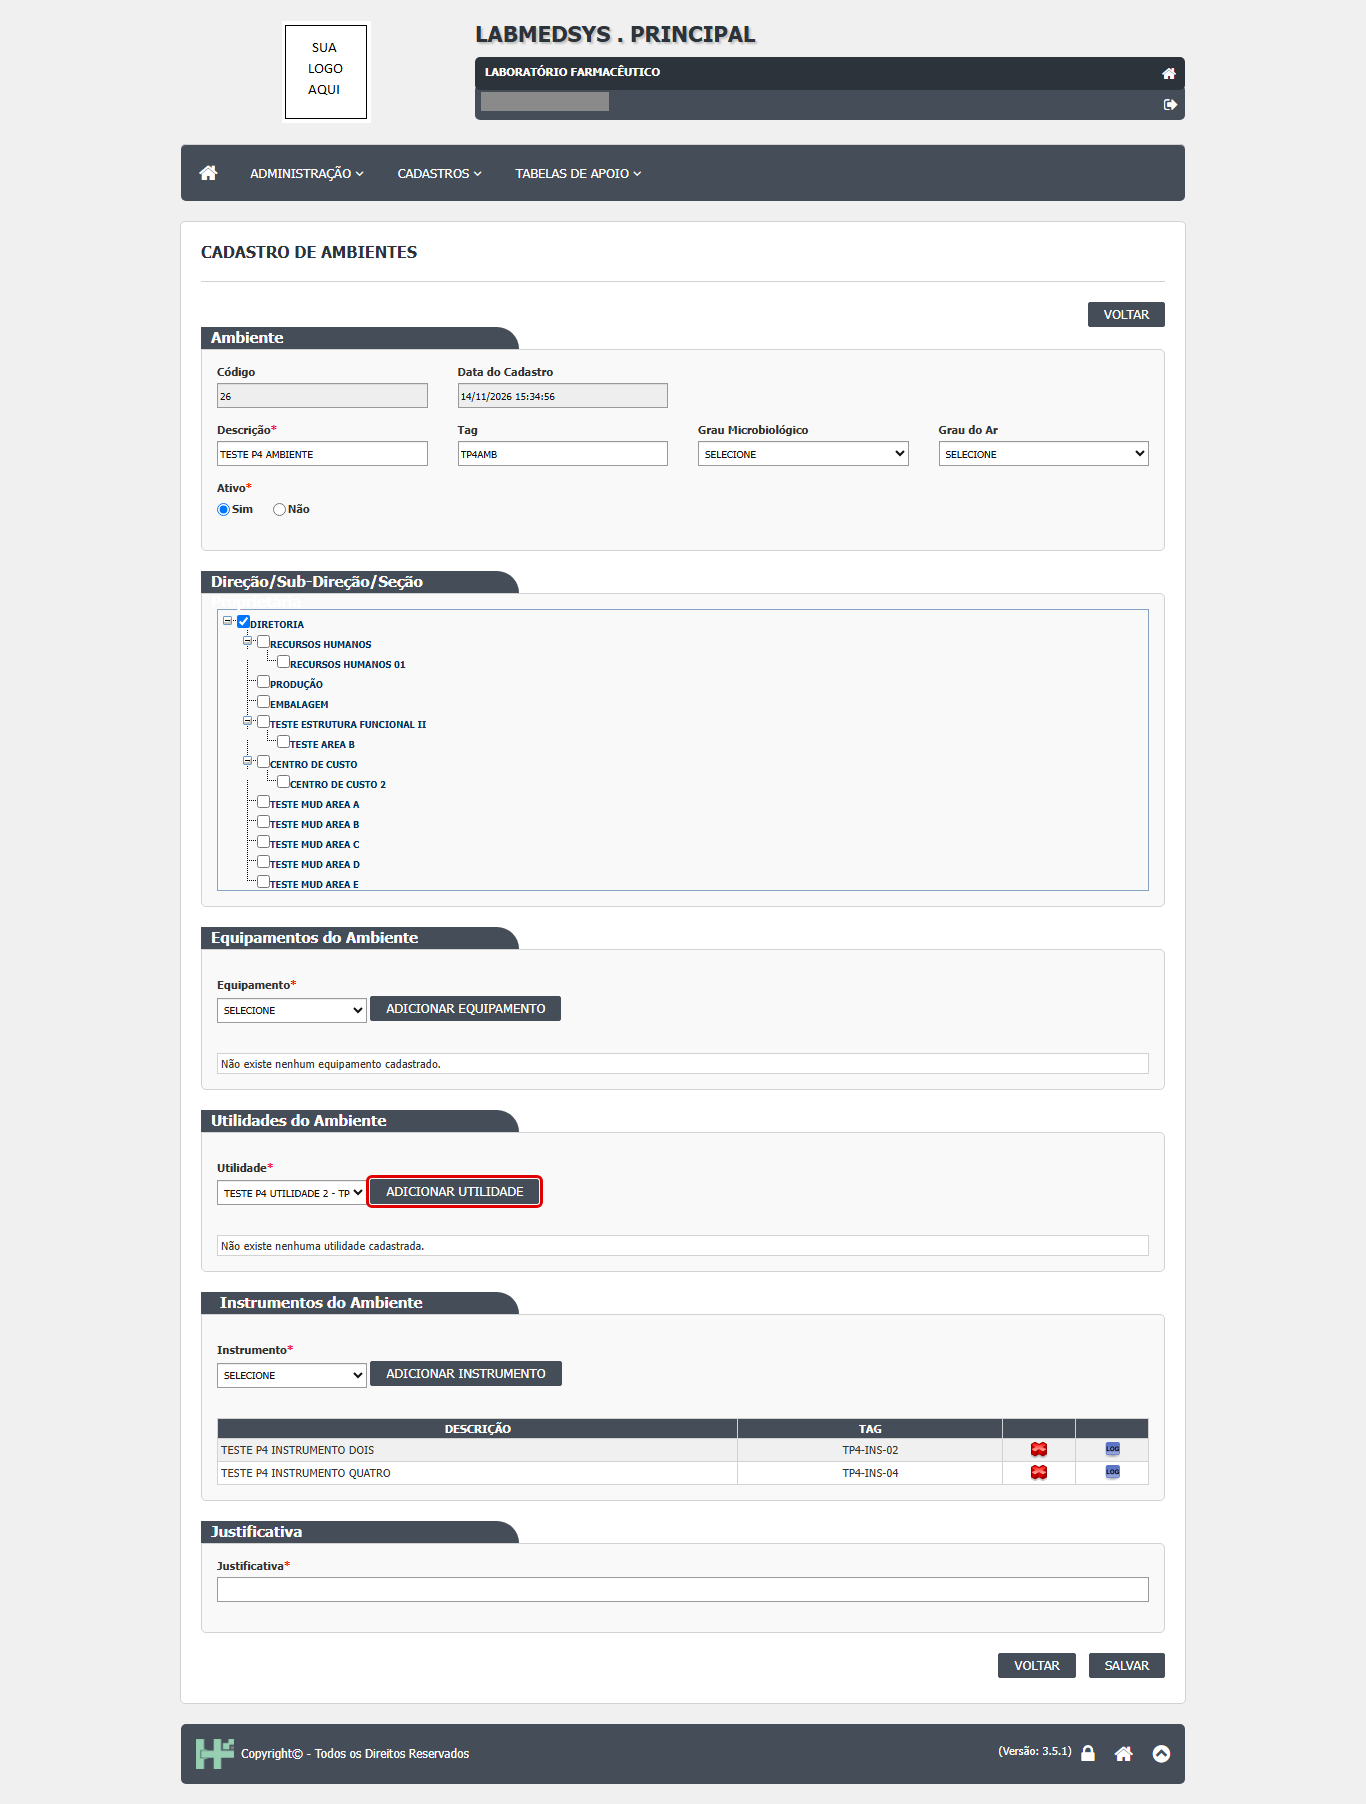 SUA
LOGO
AQUI
LABMEDSYS . PRINCIPAL
LABORATÓRIO FARMACÊUTICO
ADMINISTRAÇÃO CADASTROS TABELAS DE APOIO
CADASTRO DE AMBIENTES
VOLTAR
Ambiente
Código Data do Cadastro
26 14/11/2026 15:34:56
Descrição* Tag Grau Microbiológico Grau do Ar
TESTE P4 AMBIENTE TP4AMB SELECIONE SELECIONE
Ativo*
Sim Não
Direção/Sub-Direção/Seção
DIRETORIA
RECURSOS HUMANOS
RECURSOS HUMANOS 01
PRODUÇÃO
EMBALAGEM
TESTE ESTRUTURA FUNCIONAL II
TESTE AREA B
CENTRO DE CUSTO
CENTRO DE CUSTO 2
TESTE MUD AREA A
TESTE MUD AREA B
TESTE MUD AREA C
TESTE MUD AREA D
TESTE MUD AREA E
Equipamentos do Ambiente
Equipamento*
SELECIONE ADICIONAR EQUIPAMENTO
Não existe nenhum equipamento cadastrado.
Utilidades do Ambiente
Utilidade*
TESTE P4 UTILIDADE 2 - TP ADICIONAR UTILIDADE
Não existe nenhuma utilidade cadastrada.
Instrumentos do Ambiente
Instrumento*
SELECIONE ADICIONAR INSTRUMENTO
DESCRIÇÃO TAG
TESTE P4 INSTRUMENTO DOIS TP4-INS-02 LOG
TESTE P4 INSTRUMENTO QUATRO TP4-INS-04 LOG
Justificativa
Justificativa*
VOLTAR SALVAR
Copyright© - Todos os Direitos Reservados (Versão: 3.5.1)